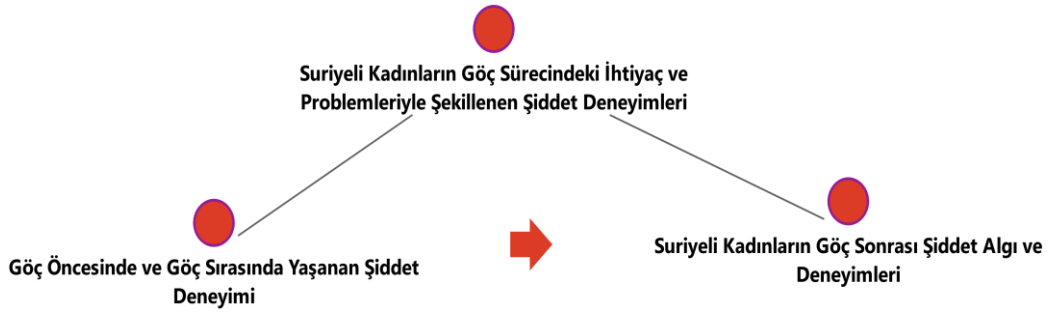 Suriyeli Kadınların Göç Sürecindeki İhtiyaç ve
Problemleriyle Şekillenen Şiddet Deneyimleri
Göç Öncesinde ve Göç Sırasında Yaşanan Şiddet
Deneyimi
Suriyeli Kadınların Göç Sonrası Şiddet Algı ve
Deneyimleri